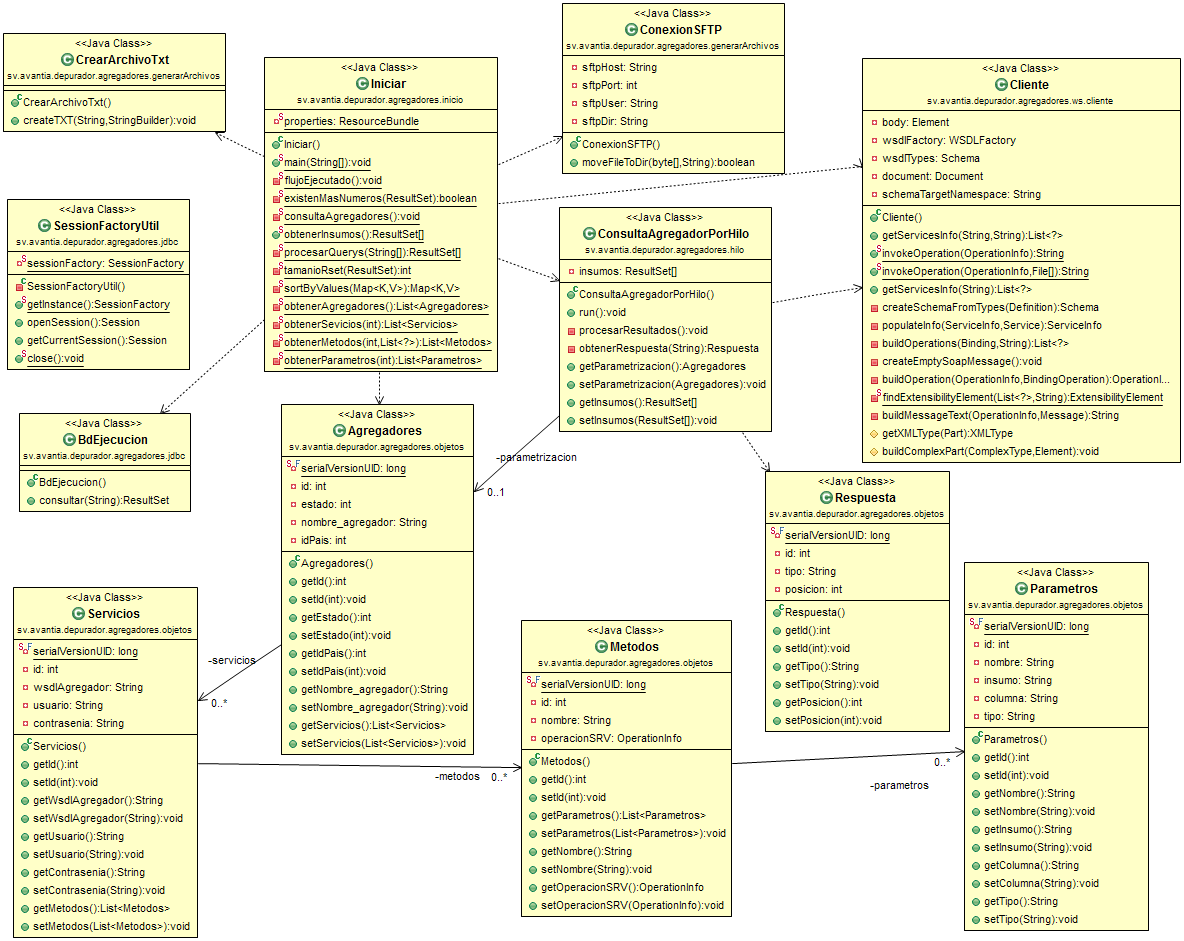 <<Java Class>>
CrearArchivoTxt
sv.avantia.depurador.agregadores.generarArchivos
CrearArchivoTxt()
createTXT(String,StringBuilder):void
<<Java Class>>
Iniciar
sv.avantia.depurador.agregadores.inicio
properties: ResourceBundle
Iniciar()
main(String[]):void
flujoEjecutado():void
existenMasNumeros(ResultSet):boolean
consultaAgregadores():void
obtenerInsumos():ResultSet[]
procesarQuerys(String[]):ResultSet[]
tamanioRset(ResultSet):int
sortByValues(Map<K,V>):Map<K,V>
obtenerAgregadores():List<Agregadores>
obtenerSevicios(int):List<Servicios>
obtenerMetodos(int,List<?>):List<Metodos>
obtenerParametros(int):List<Parametros>
<<Java Class>>
ConexionSFTP
sv.avantia.depurador.agregadores.generarArchivos
sftpHost: String
sftpPort: int
sftpUser: String
sftpDir: String
ConexionSFTP()
moveFileToDir(byte[],String):boolean
<<Java Class>>
Cliente
sv.avantia.depurador.agregadores.ws.cliente
body: Element
wsdlFactory: WSDLFactory
wsdlTypes: Schema
document: Document
schemaTargetNamespace: String
Cliente()
getServicesInfo(String,String):List<?>
invokeOperation(OperationInfo):String
invokeOperation(OperationInfo,File[]):String
getServicesInfo(String):List<?>
createSchemaFromTypes(Definition):Schema
populateInfo(ServiceInfo,Service):ServiceInfo
buildOperations(Binding,String):List<?>
createEmptySoapMessage():void
buildOperation(OperationInfo,BindingOperation):OperationI...
findExtensibilityElement(List<?>,String):ExtensibilityElement
buildMessageText(OperationInfo,Message):String
getXMLType(Part):XMLType
buildComplexPart(ComplexType,Element):void
<<Java Class>>
SessionFactoryUtil
sv.avantia.depurador.agregadores.jdbc
sessionFactory: SessionFactory
SessionFactoryUtil()
getInstance():SessionFactory
openSession():Session
getCurrentSession():Session
close():void
<<Java Class>>
ConsultaAgregadorPorHilo
sv.avantia.depurador.agregadores.hilo
insumos: ResultSet[]
ConsultaAgregadorPorHilo()
run():void
procesarResultados():void
obtenerRespuesta(String):Respuesta
getParametrizacion():Agregadores
setParametrizacion(Agregadores):void
getInsumos():ResultSet[]
setInsumos(ResultSet[]):void
<<Java Class>>
BdEjecucion
sv.avantia.depurador.agregadores.jdbc
BdEjecucion()
consultar(String):ResultSet
<<Java Class>>
Agregadores
sv.avantia.depurador.agregadores.objetos
serialVersionUID: long
id: int
estado: int
nombre_agregador: String
idPais: int
Agregadores()
getId():int
setId(int):void
getEstado():int
setEstado(int):void
getIdPais():int
setIdPais(int):void
getNombre_agregador():String
setNombre_agregador(String):void
getServicios():List<Servicios>
setServicios(List<Servicios>):void
-parametrizacion
0..1
<<Java Class>>
Respuesta
sv.avantia.depurador.agregadores.objetos
serialVersionUID: long
id: int
tipo: String
posicion: int
Respuesta()
getId():int
setId(int):void
getTipo():String
setTipo(String):void
getPosicion():int
setPosicion(int):void
<<Java Class>>
Servicios
sv.avantia.depurador.agregadores.objetos
serialVersionUID: long
id: int
wsdlAgregador: String
usuario: String
contrasenia: String
Servicios()
getId():int
setId(int):void
getWsdlAgregador():String
setWsdlAgregador(String):void
getUsuario():String
setUsuario(String):void
getContrasenia():String
setContrasenia(String):void
getMetodos():List<Metodos>
setMetodos(List<Metodos>):void
-servicios
0..*
-metodos
0..*
<<Java Class>>
Metodos
sv.avantia.depurador.agregadores.objetos
serialVersionUID: long
id: int
nombre: String
operacionSRV: OperationInfo
Metodos()
getId():int
setId(int):void
getParametros():List<Parametros>
setParametros(List<Parametros>):void
getNombre():String
setNombre(String):void
getOperacionSRV():OperationInfo
setOperacionSRV(OperationInfo):void
0..*
-parametros
<<Java Class>>
Parametros
sv.avantia.depurador.agregadores.objetos
serialVersionUID: long
id: int
nombre: String
insumo: String
columna: String
tipo: String
Parametros()
getId():int
setId(int):void
getNombre():String
setNombre(String):void
getInsumo():String
setInsumo(String):void
getColumna():String
setColumna(String):void
getTipo():String
setTipo(String):void